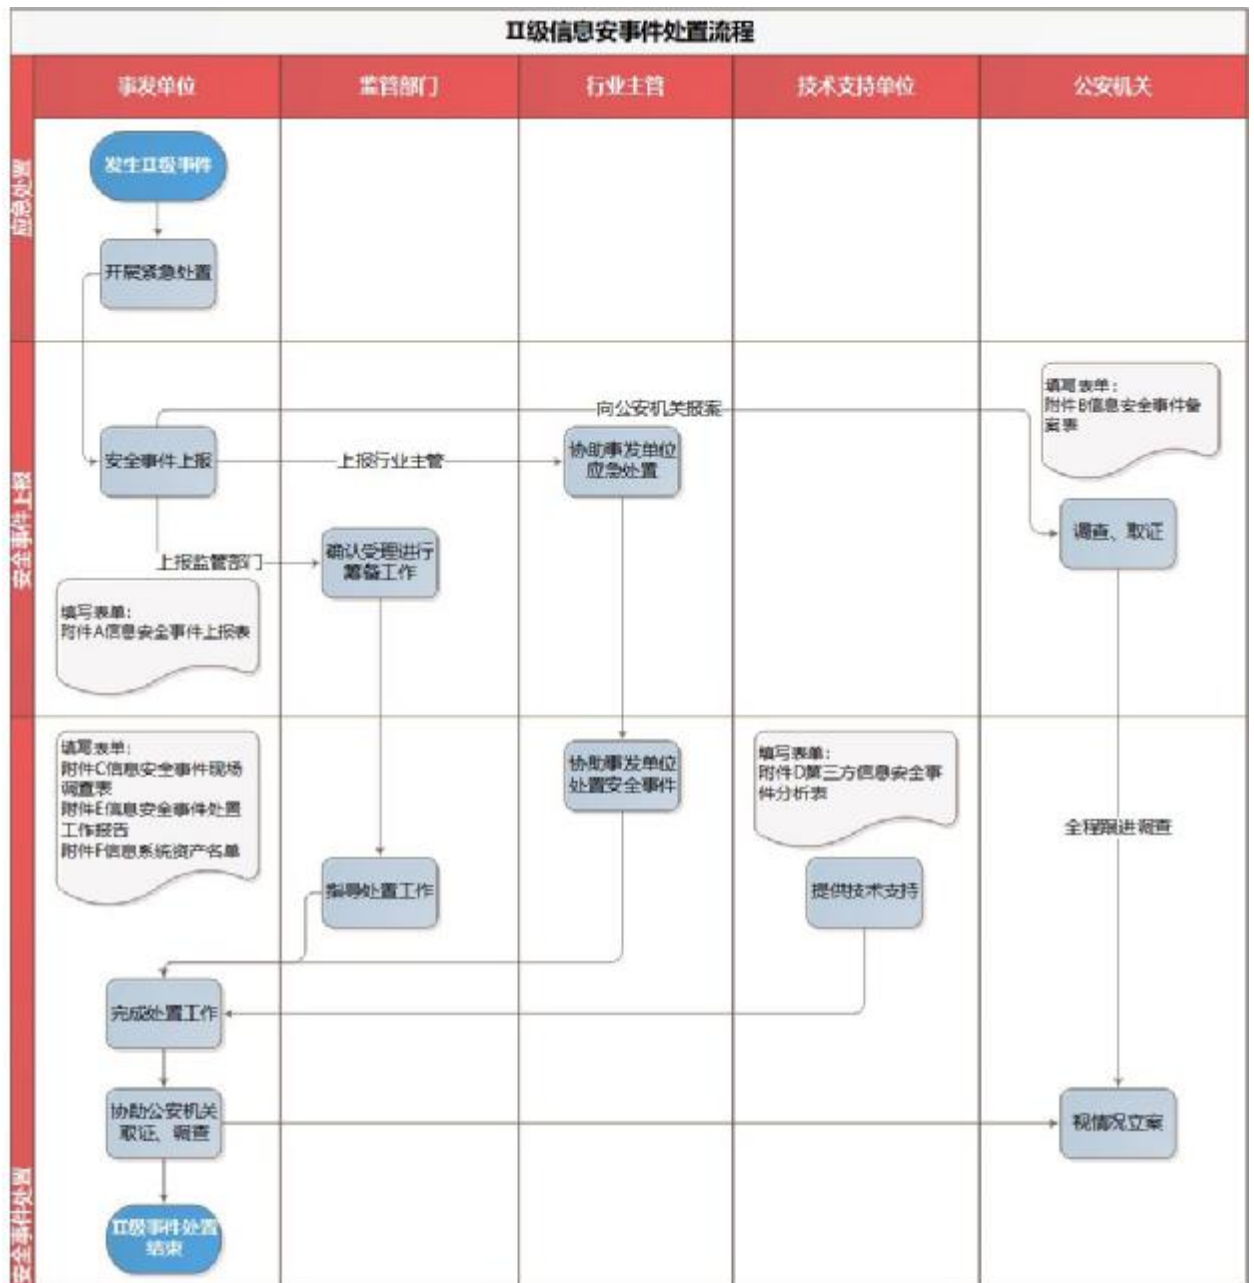 II级信息安事件处置流程
事发单位
监管部门
行业主管
技术支持单位
公安机关
应急处置
发生II级事件
开展紧急处置
安全事件上报
填写表单：
附件B信息安全事件备
案表
向公安机关报案
安全事件上报
上报行业主管
协助事发单位
应急处置
调查、取证
上报监管部门
确认受理进行
筹备工作
填写表单：
附件A信息安全事件上报表
安全事件处置
填写表单：
附件C信息安全事件现场
调查表
附件E信息安全事件处置
工作报告
附件F信息系统资产名单
协助事发单位
处置安全事件
填写表单：
附件D第三方信息安全事
件分析表
全程跟进调查
指导处置工作
提供技术支持
完成处置工作
协助公安机关
取证、调查
视情况立案
II级事件处置
结束